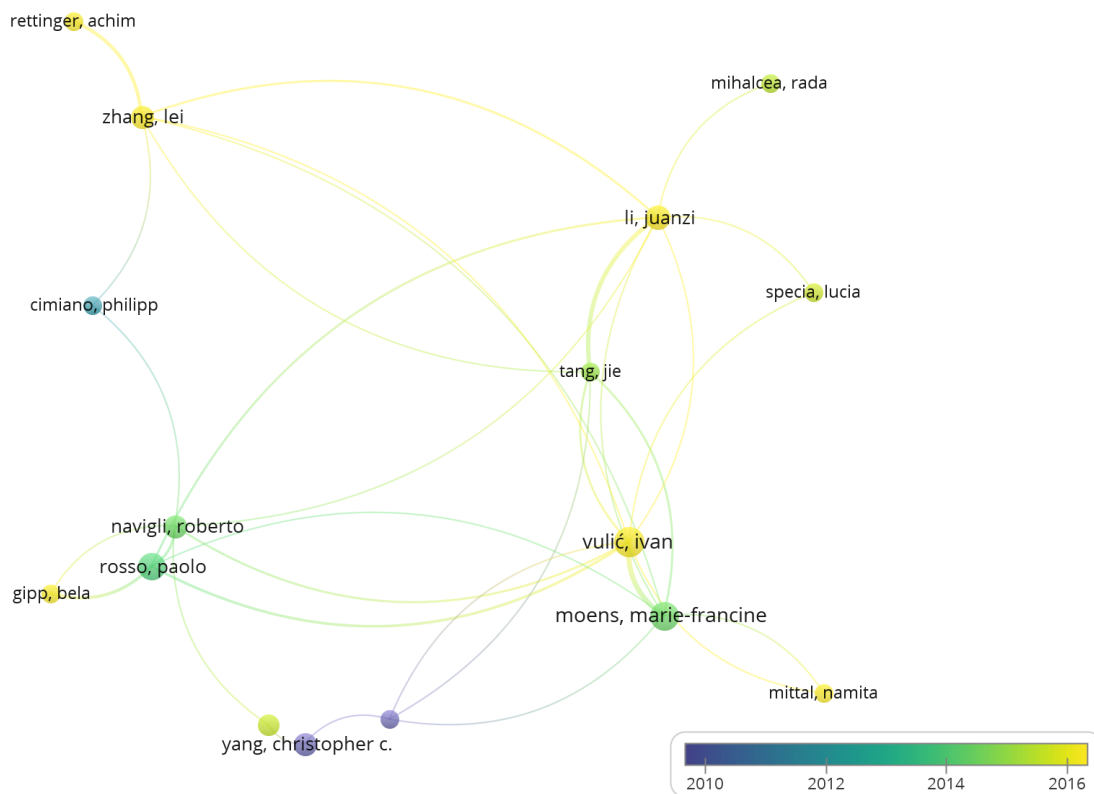 rettinger, achim
mihalcea, rada
zhang, lei
li, juanzi
specia, lucia
cimiano, philipp
tang, jie
navigli, roberto
vulić, ivan
rosso, paolo
gipp, bela
moens, marie-francine
mittal, namita
yang, christopher c.
2010 2012 2014 2016